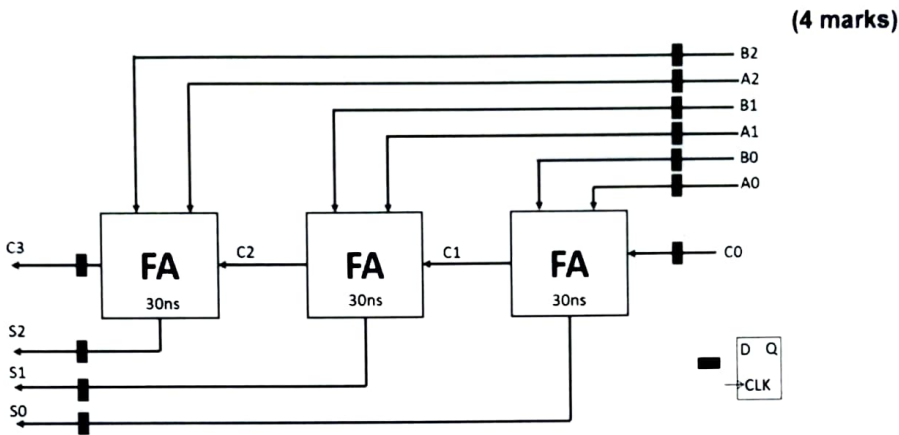 (4 marks)
B2
A2
B1
A1
B0
A0
C3
FA
C2
FA
C1
FA
C0
30ns
30ns
30ns
S2
S1
S0
D Q
CLK